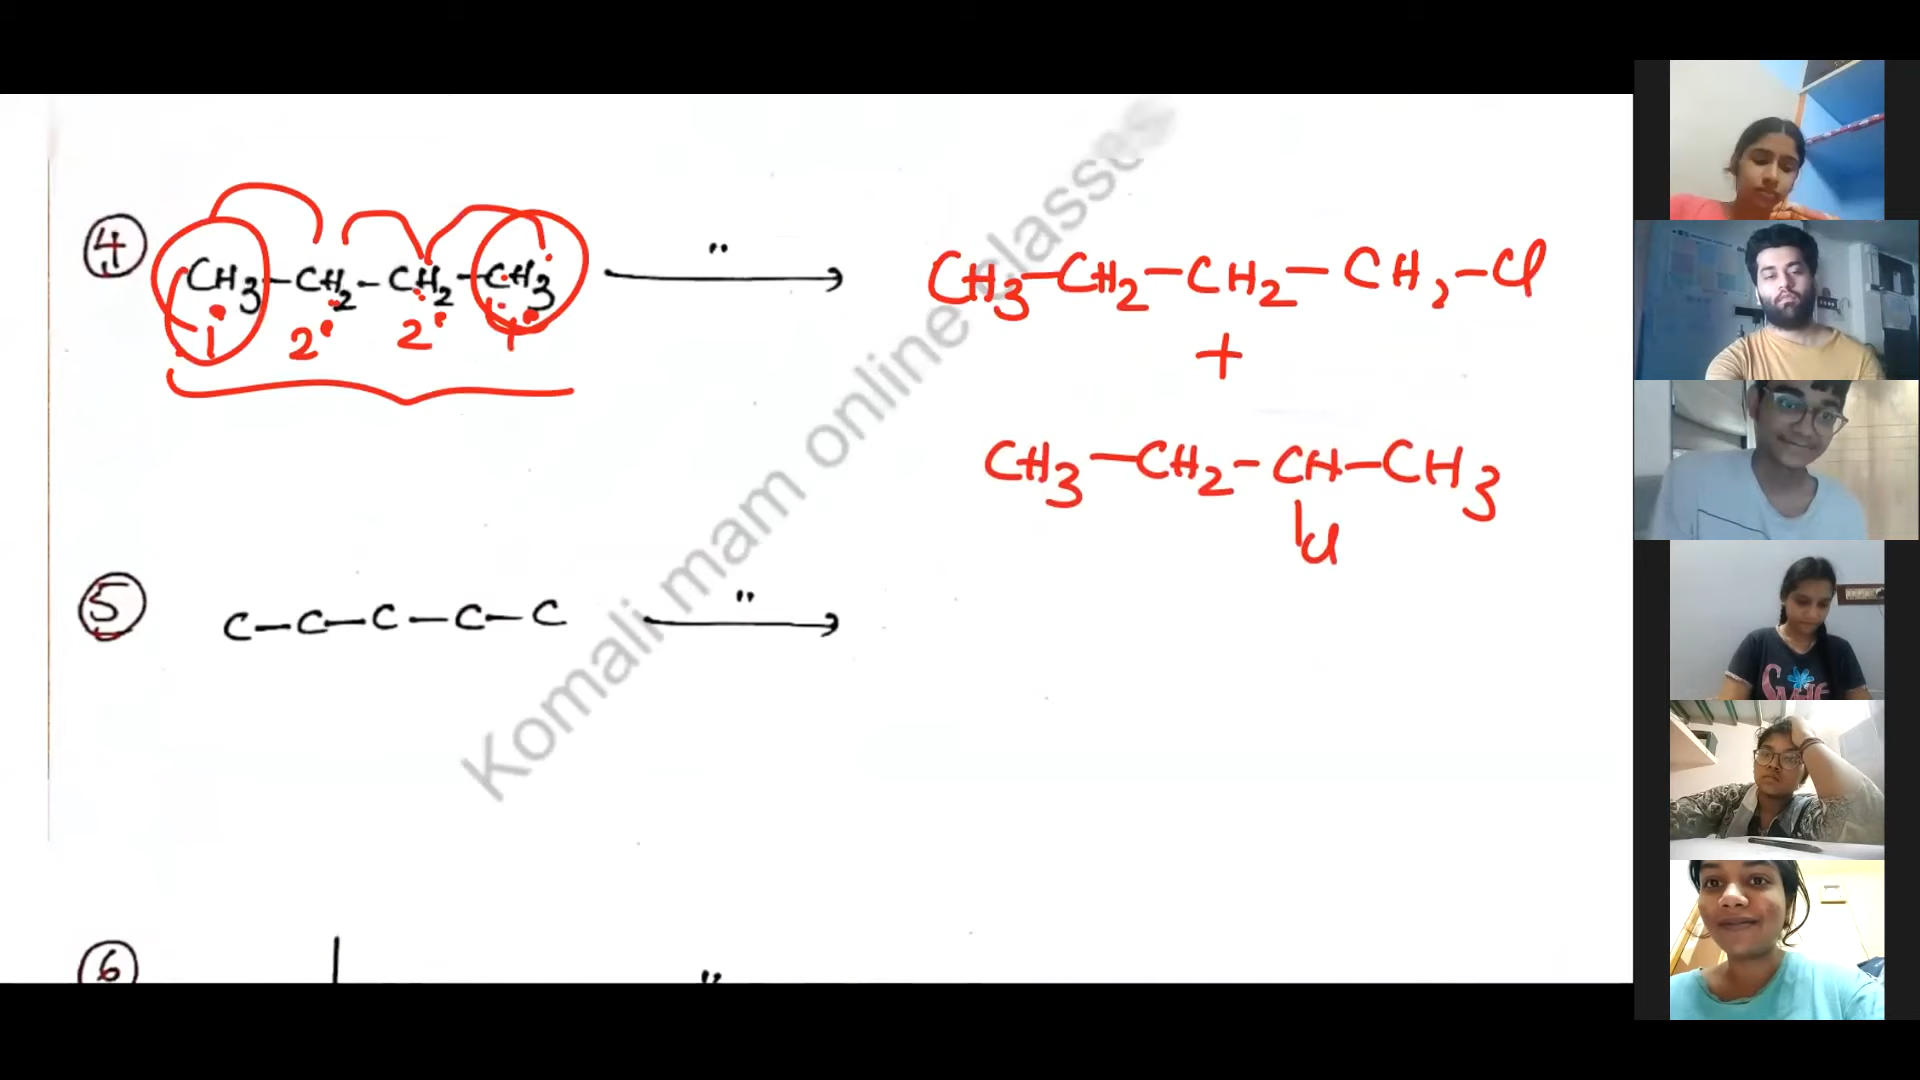 ④ CH3-CH2-CH2-CH3 ——"——> CH3-CH2-CH2-CH2-Cl
1° 2° 2° 1°
+
CH3-CH2-CH-CH3
Cl
⑤ C-C-C-C-C ——"——>
⑥ "
Komali mam online classes